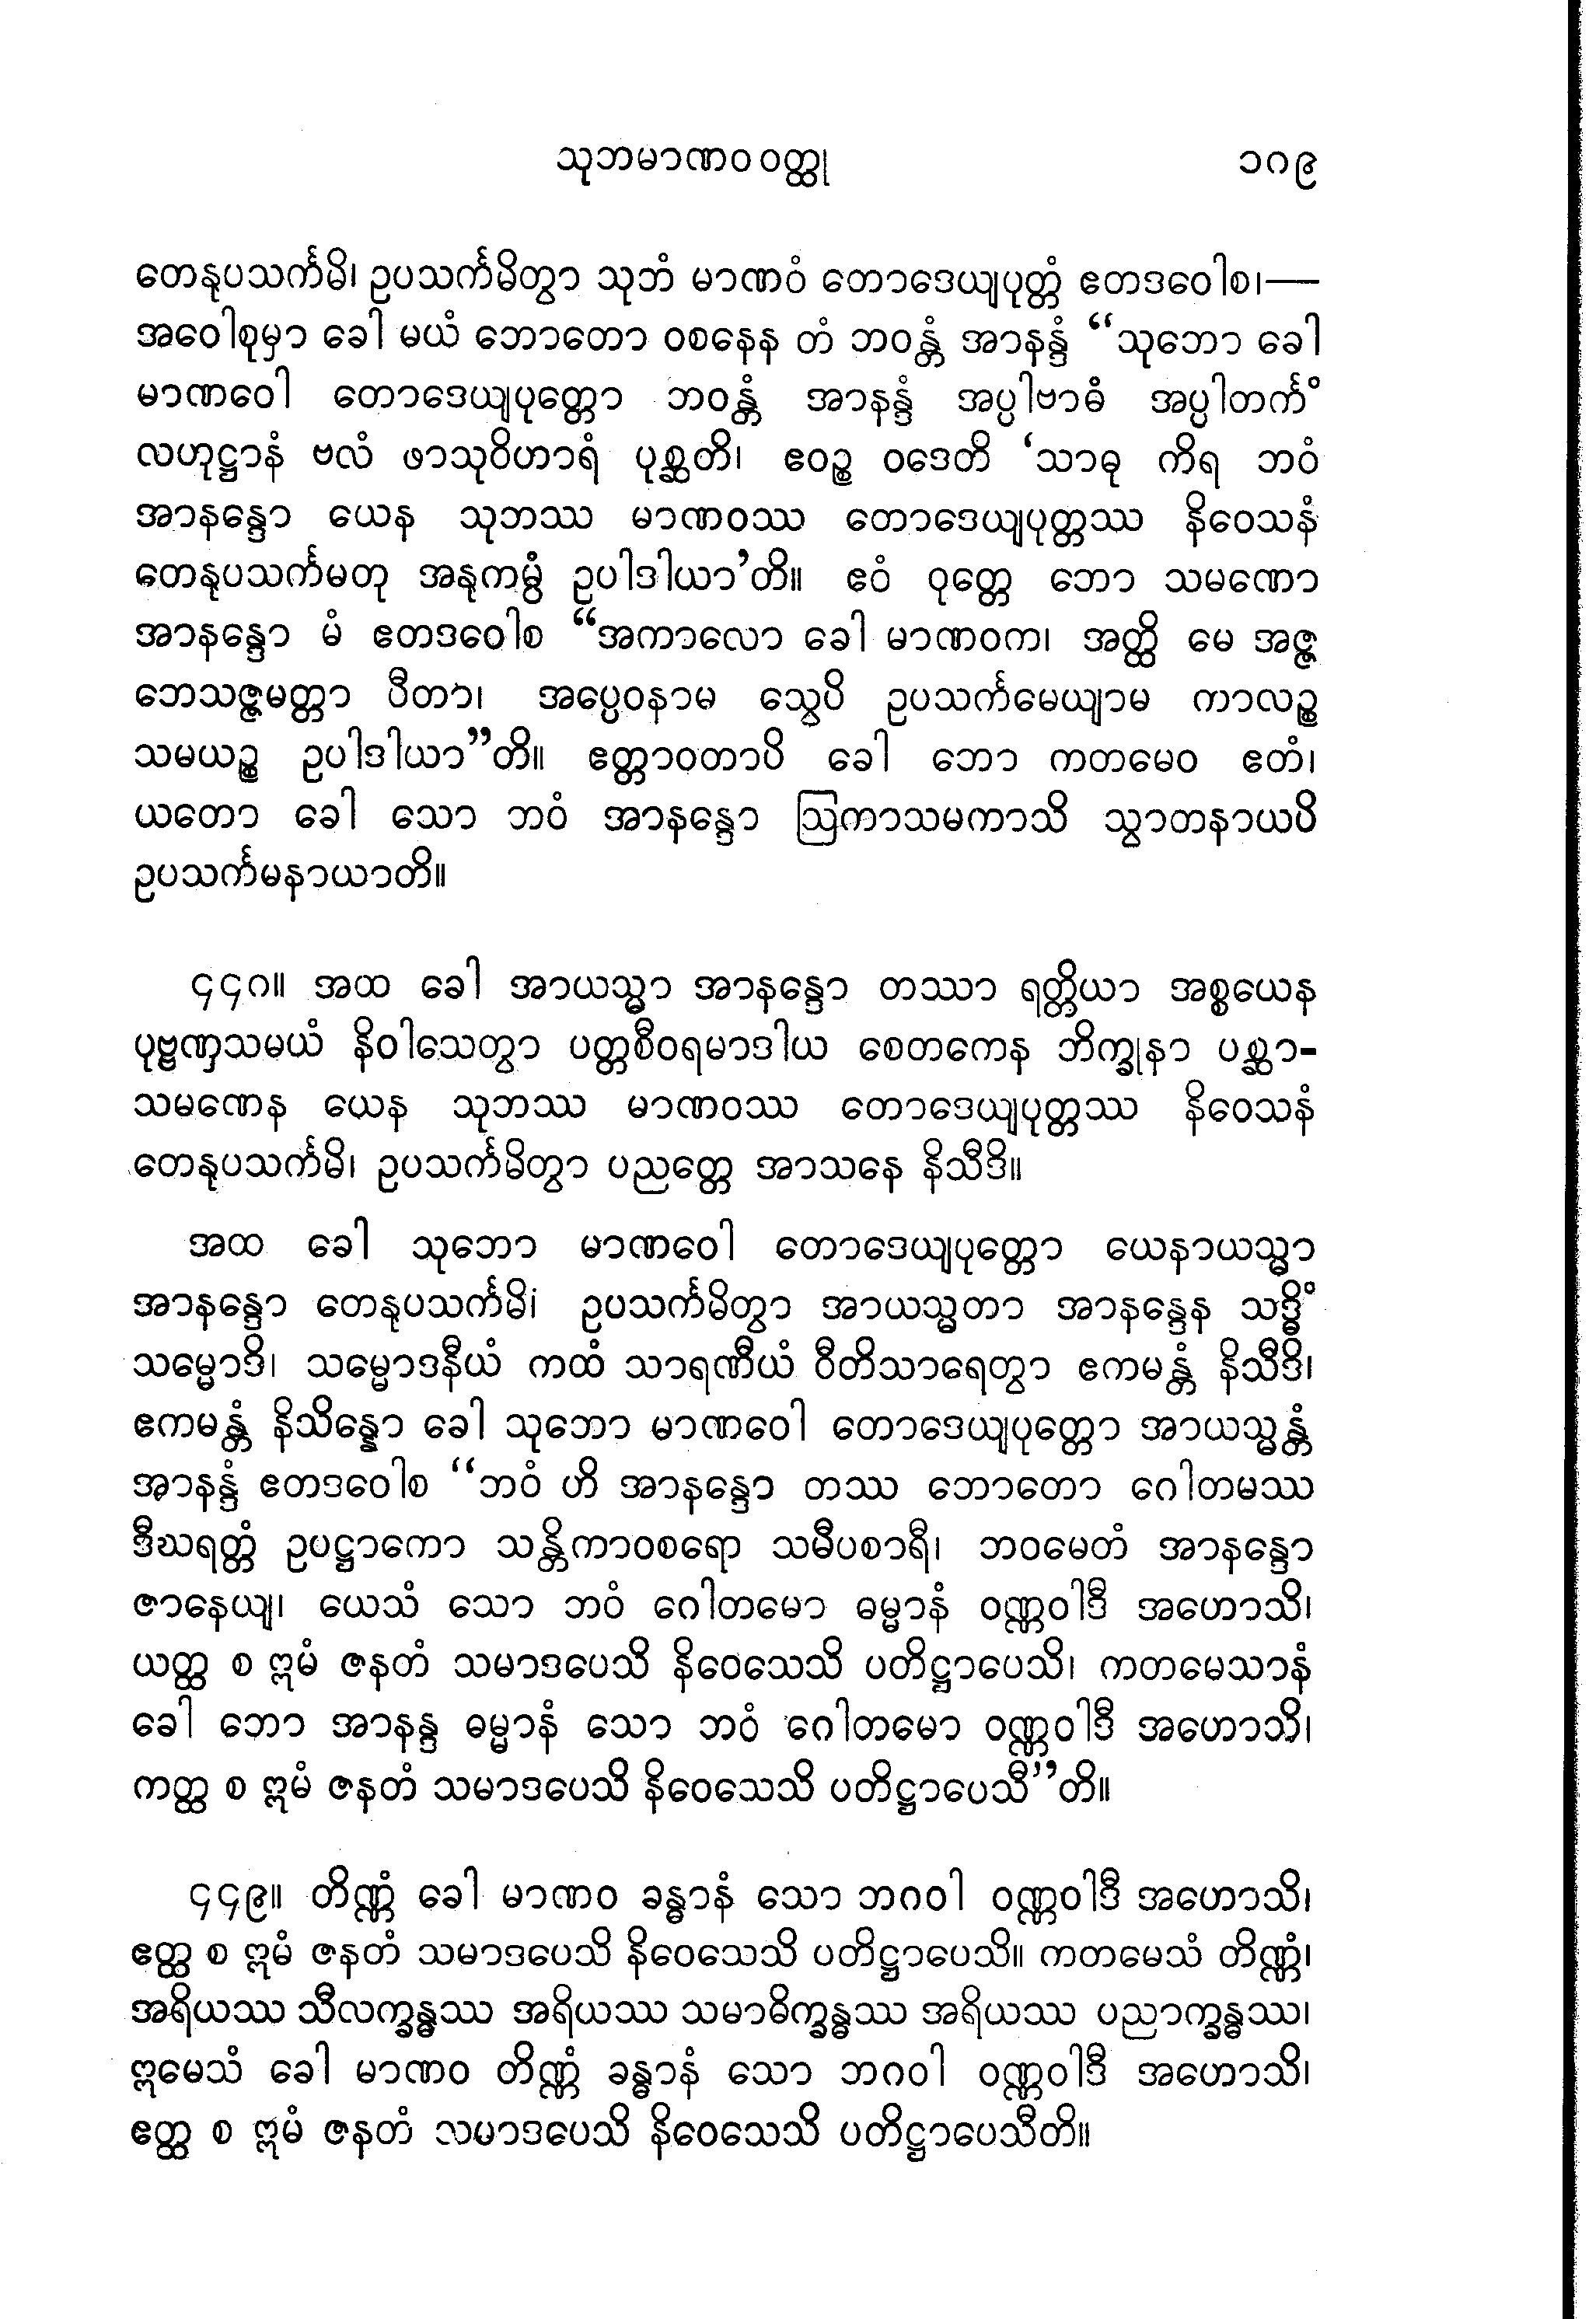 သုဘမာဏဝဝတ္ထု ၁၈၉
တေနုပသင်္ကမိ၊ ဥပသင်္ကမိတွာ သုဘံ မာဏဝံ တောဒေယျပုတ္တံ ဧတဒဝေါစ၊—
အဝေါစုမှာ ခေါ မယံ ဘောတော ဝစနေန တံ ဘဝန္တံ အာနန္ဒံ “သုဘော ခေါ
မာဏဝေါ တောဒေယျပုတ္တော ဘဝန္တံ အာနန္ဒံ အပ္ပါဗာဓံ အပ္ပါတင်္ကံ
လဟုဋ္ဌာနံ ဗလံ ဖာသုဝိဟာရံ ပုစ္ဆတိ၊ ဧဝဉ္စ ဝဒေတိ ‘သာဓု ကိရ ဘဝံ
အာနန္ဒော ယေန သုဘဿ မာဏဝဿ တောဒေယျပုတ္တဿ နိဝေသနံ
တေနုပသင်္ကမတု အနုကမ္ပံ ဥပါဒါယာ’တိ။ ဧဝံ ဝုတ္တေ ဘော သမဏော
အာနန္ဒော မံ ဧတဒဝေါစ “အကာလော ခေါ မာဏဝက၊ အတ္ထိ မေ အဇ္ဇ
ဘေသဇ္ဇမတ္တာ ပီတာ၊ အပ္ပေဝနာမ သွေပိ ဥပသင်္ကမေယျာမ ကာလဉ္စ
သမယဉ္စ ဥပါဒါယာ”တိ။ ဧတ္တာဝတာပိ ခေါ ဘော ကတမေဝ ဧတံ၊
ယတော ခေါ သော ဘဝံ အာနန္ဒော ဩကာသမကာသိ သွာတနာယပိ
ဥပသင်္ကမနာယာတိ။
၄၄၈။ အထ ခေါ အာယသ္မာ အာနန္ဒော တဿာ ရတ္တိယာ အစ္စယေန
ပုဗ္ဗဏှသမယံ နိဝါသေတွာ ပတ္တစီဝရမာဒါယ စေတကေန ဘိက္ခုနာ ပစ္ဆာ-
သမဏေန ယေန သုဘဿ မာဏဝဿ တောဒေယျပုတ္တဿ နိဝေသနံ
တေနုပသင်္ကမိ၊ ဥပသင်္ကမိတွာ ပညတ္တေ အာသနေ နိသီဒိ။
အထ ခေါ သုဘော မာဏဝေါ တောဒေယျပုတ္တော ယေနာယသ္မာ
အာနန္ဒော တေနုပသင်္ကမိ၊ ဥပသင်္ကမိတွာ အာယသ္မတာ အာနန္ဒေန သဒ္ဓိံ
သမ္မောဒိ၊ သမ္မောဒနီယံ ကထံ သာရဏီယံ ဝီတိသာရေတွာ ဧကမန္တံ နိသီဒိ၊
ဧကမန္တံ နိသိန္နော ခေါ သုဘော မာဏဝေါ တောဒေယျပုတ္တော အာယသ္မန္တံ
အာနန္ဒံ ဧတဒဝေါစ “ဘဝံ ဟိ အာနန္ဒော တဿ ဘောတော ဂေါတမဿ
ဒီဃရတ္တံ ဥပဋ္ဌာကော သန္တိကာဝစရော သမီပစာရီ၊ ဘဝမေတံ အာနန္ဒော
ဇာနေယျ၊ ယေသံ သော ဘဝံ ဂေါတမော ဓမ္မာနံ ဝဏ္ဏဝါဒီ အဟောသိ၊
ယတ္ထ စ ဣမံ ဇနတံ သမာဒပေသိ နိဝေသေသိ ပတိဋ္ဌာပေသိ၊ ကတမေသာနံ
ခေါ ဘော အာနန္ဒ ဓမ္မာနံ သော ဘဝံ ဂေါတမော ဝဏ္ဏဝါဒီ အဟောသိ၊
ကတ္ထ စ ဣမံ ဇနတံ သမာဒပေသိ နိဝေသေသိ ပတိဋ္ဌာပေသီ”တိ။
၄၄၉။ တိဏ္ဏံ ခေါ မာဏဝ ခန္ဓာနံ သော ဘဂဝါ ဝဏ္ဏဝါဒီ အဟောသိ၊
ဧတ္ထ စ ဣမံ ဇနတံ သမာဒပေသိ နိဝေသေသိ ပတိဋ္ဌာပေသိ။ ကတမေသံ တိဏ္ဏံ၊
အရိယဿ သီလက္ခန္ဓဿ အရိယဿ သမာဓိက္ခန္ဓဿ အရိယဿ ပညာက္ခန္ဓဿ၊
ဣမေသံ ခေါ မာဏဝ တိဏ္ဏံ ခန္ဓာနံ သော ဘဂဝါ ဝဏ္ဏဝါဒီ အဟောသိ၊
ဧတ္ထ စ ဣမံ ဇနတံ သမာဒပေသိ နိဝေသေသိ ပတိဋ္ဌာပေသီတိ။